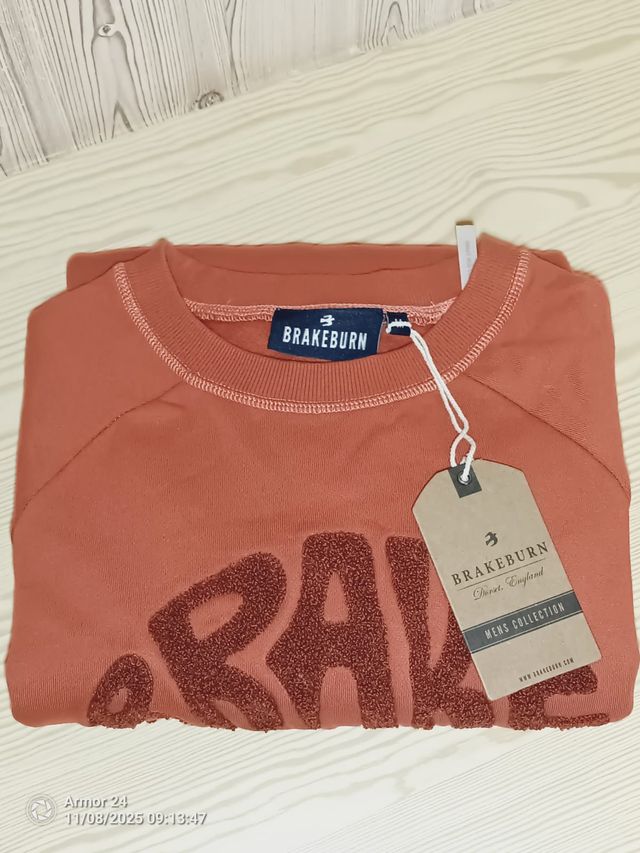 BRAKEBURN
BRAKE
BRAKEBURN
Dorset, England
MENS COLLECTION
WWW.BRAKEBURN.COM
Armor 24
11/08/2025 09:13:47